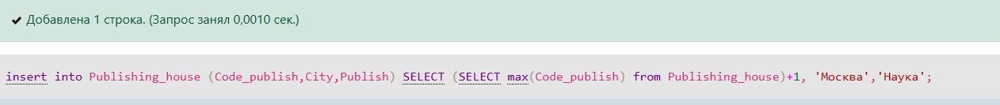 Добавлена 1 строка. (Запрос занял 0,0010 сек.)
insert into Publishing_house (Code_publish,City,Publish) SELECT (SELECT max(Code_publish) from Publishing_house)+1, 'Москва','Наука';